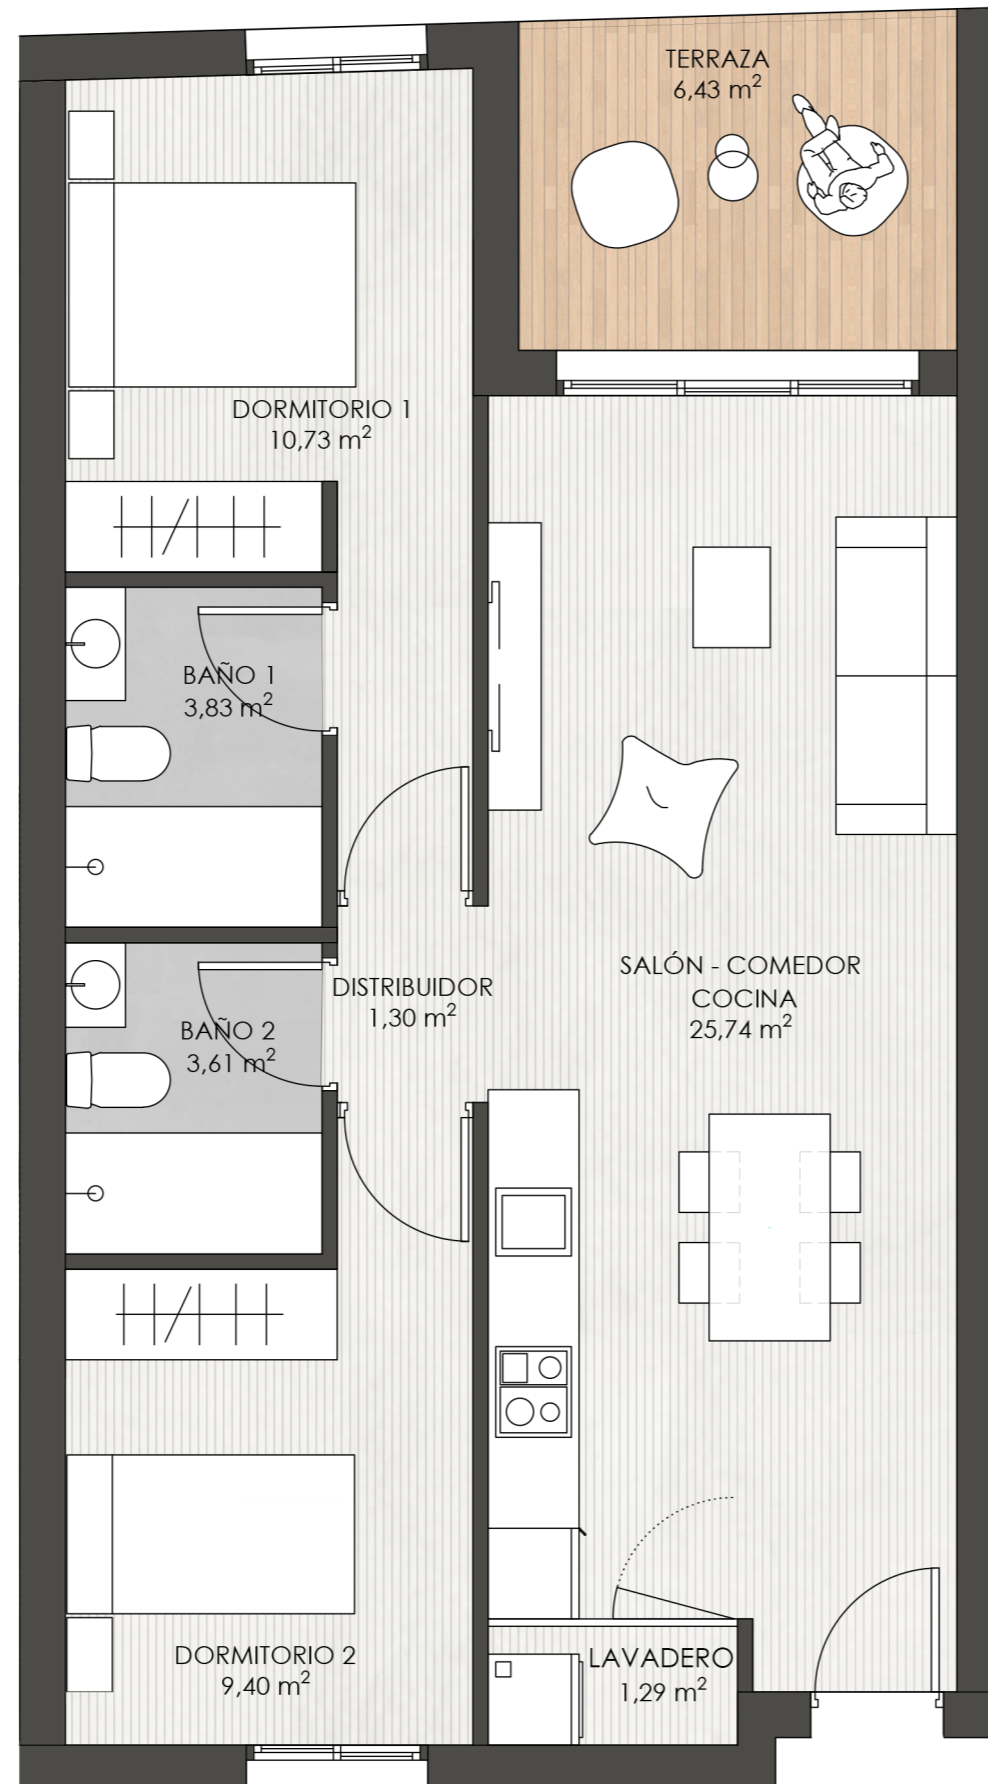 TERRAZA
6,43 m²
DORMITORIO 1
10,73 m²
BAÑO 1
3,83 m²
SALÓN - COMEDOR
COCINA
25,74 m²
DISTRIBUIDOR
1,30 m²
BAÑO 2
3,61 m²
DORMITORIO 2
9,40 m²
LAVADERO
1,29 m²